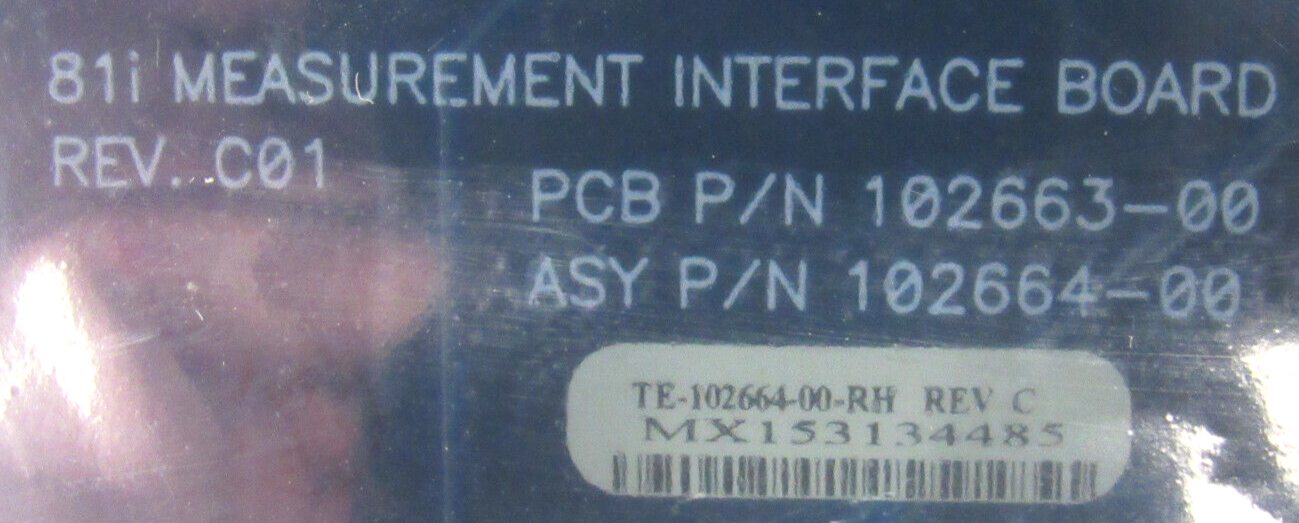 81i MEASUREMENT INTERFACE BOARD
REV. C01
PCB P/N 102663-00
ASY P/N 102664-00
TE-102664-00-RH REV C
MX153134485